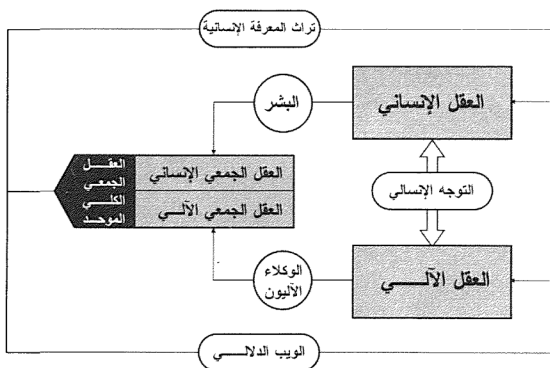 تراث المعرفة الإنسانية
العقل الإنساني
البشر
العقل الجمعي الإنساني
العقل الجمعي الآلي
العقل
الجمعي
الكلي
الموحد
التوجه الإنسالي
العقل الآلي
الوكلاء
الآليون
الويب الدلالي